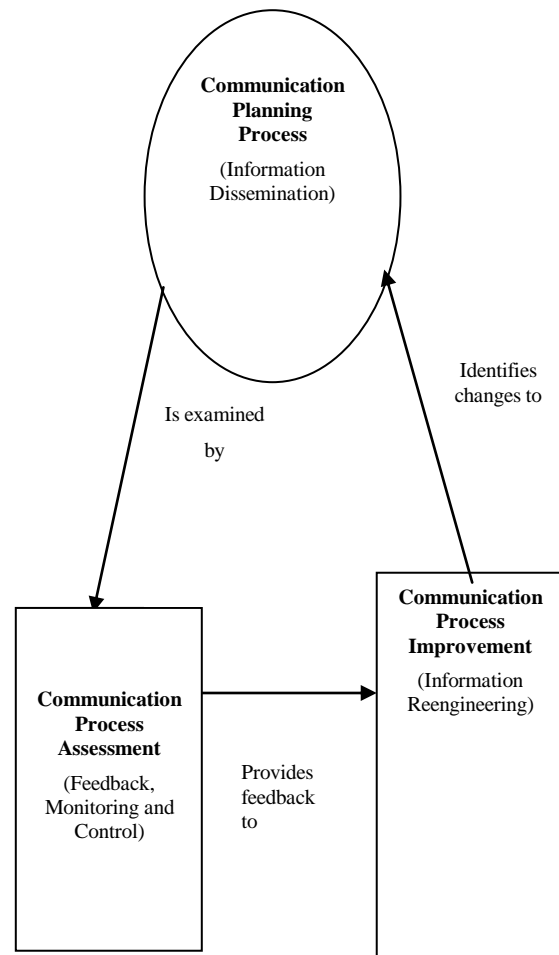 Communication
Planning
Process
(Information
Dissemination)
Identifies
changes to
Is examined
by
Communication
Process
Improvement
(Information
Reengineering)
Communication
Process
Assessment
(Feedback,
Monitoring and
Control)
Provides
feedback
to